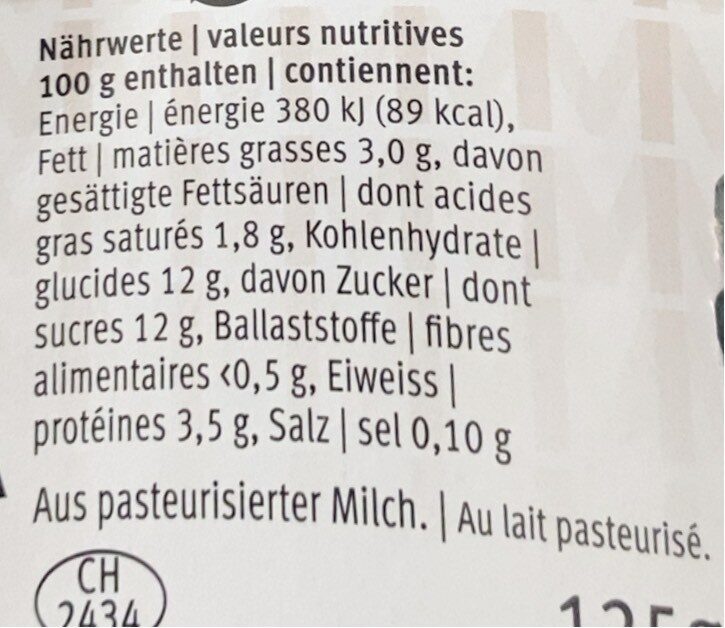 Nährwerte | valeurs nutritives
100 g enthalten | contiennent:
Energie | énergie 380 kJ (89 kcal),
Fett | matières grasses 3,0 g, davon
gesättigte Fettsäuren | dont acides
gras saturés 1,8 g, Kohlenhydrate |
glucides 12 g, davon Zucker | dont
sucres 12 g, Ballaststoffe | fibres
alimentaires <0,5 g, Eiweiss |
protéines 3,5 g, Salz | sel 0,10 g
Aus pasteurisierter Milch. | Au lait pasteurisé.
CH
2434